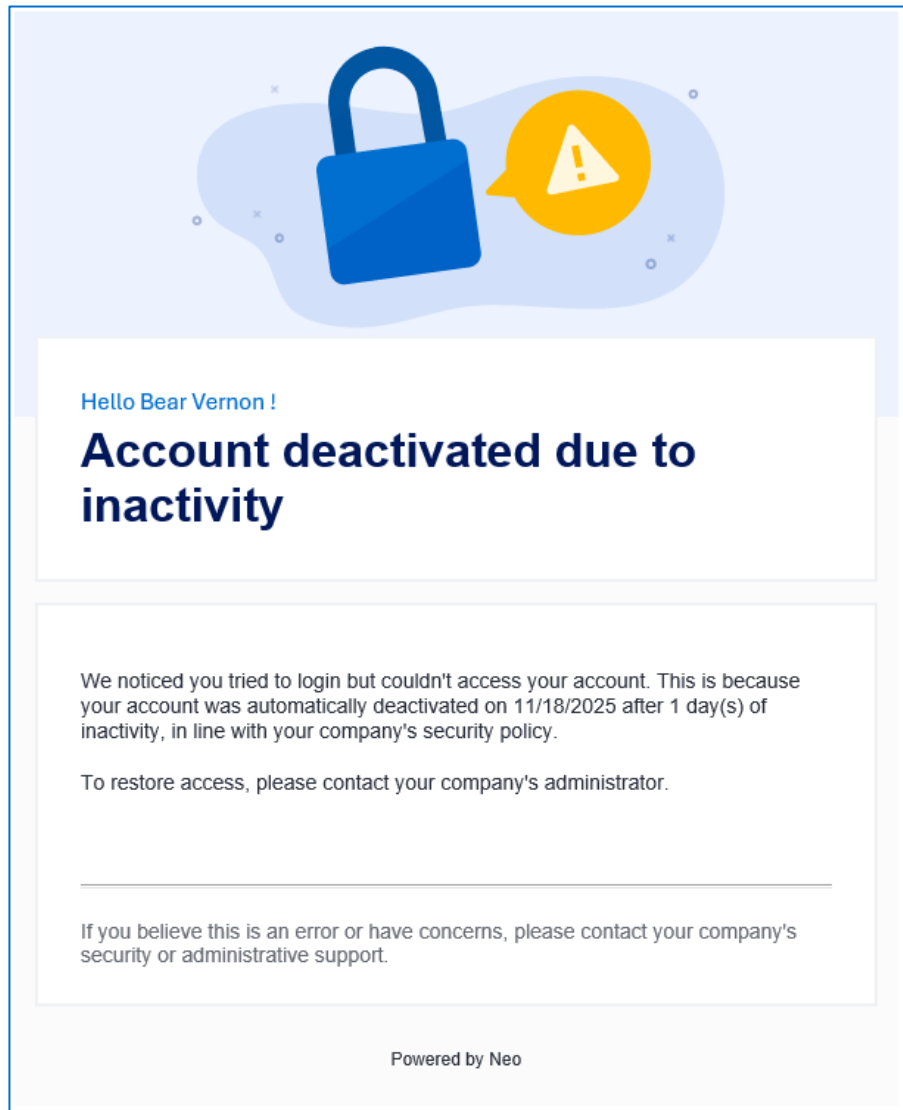 Hello Bear Vernon !
Account deactivated due to
inactivity
We noticed you tried to login but couldn't access your account. This is because
your account was automatically deactivated on 11/18/2025 after 1 day(s) of
inactivity, in line with your company's security policy.
To restore access, please contact your company's administrator.
If you believe this is an error or have concerns, please contact your company's
security or administrative support.
Powered by Neo